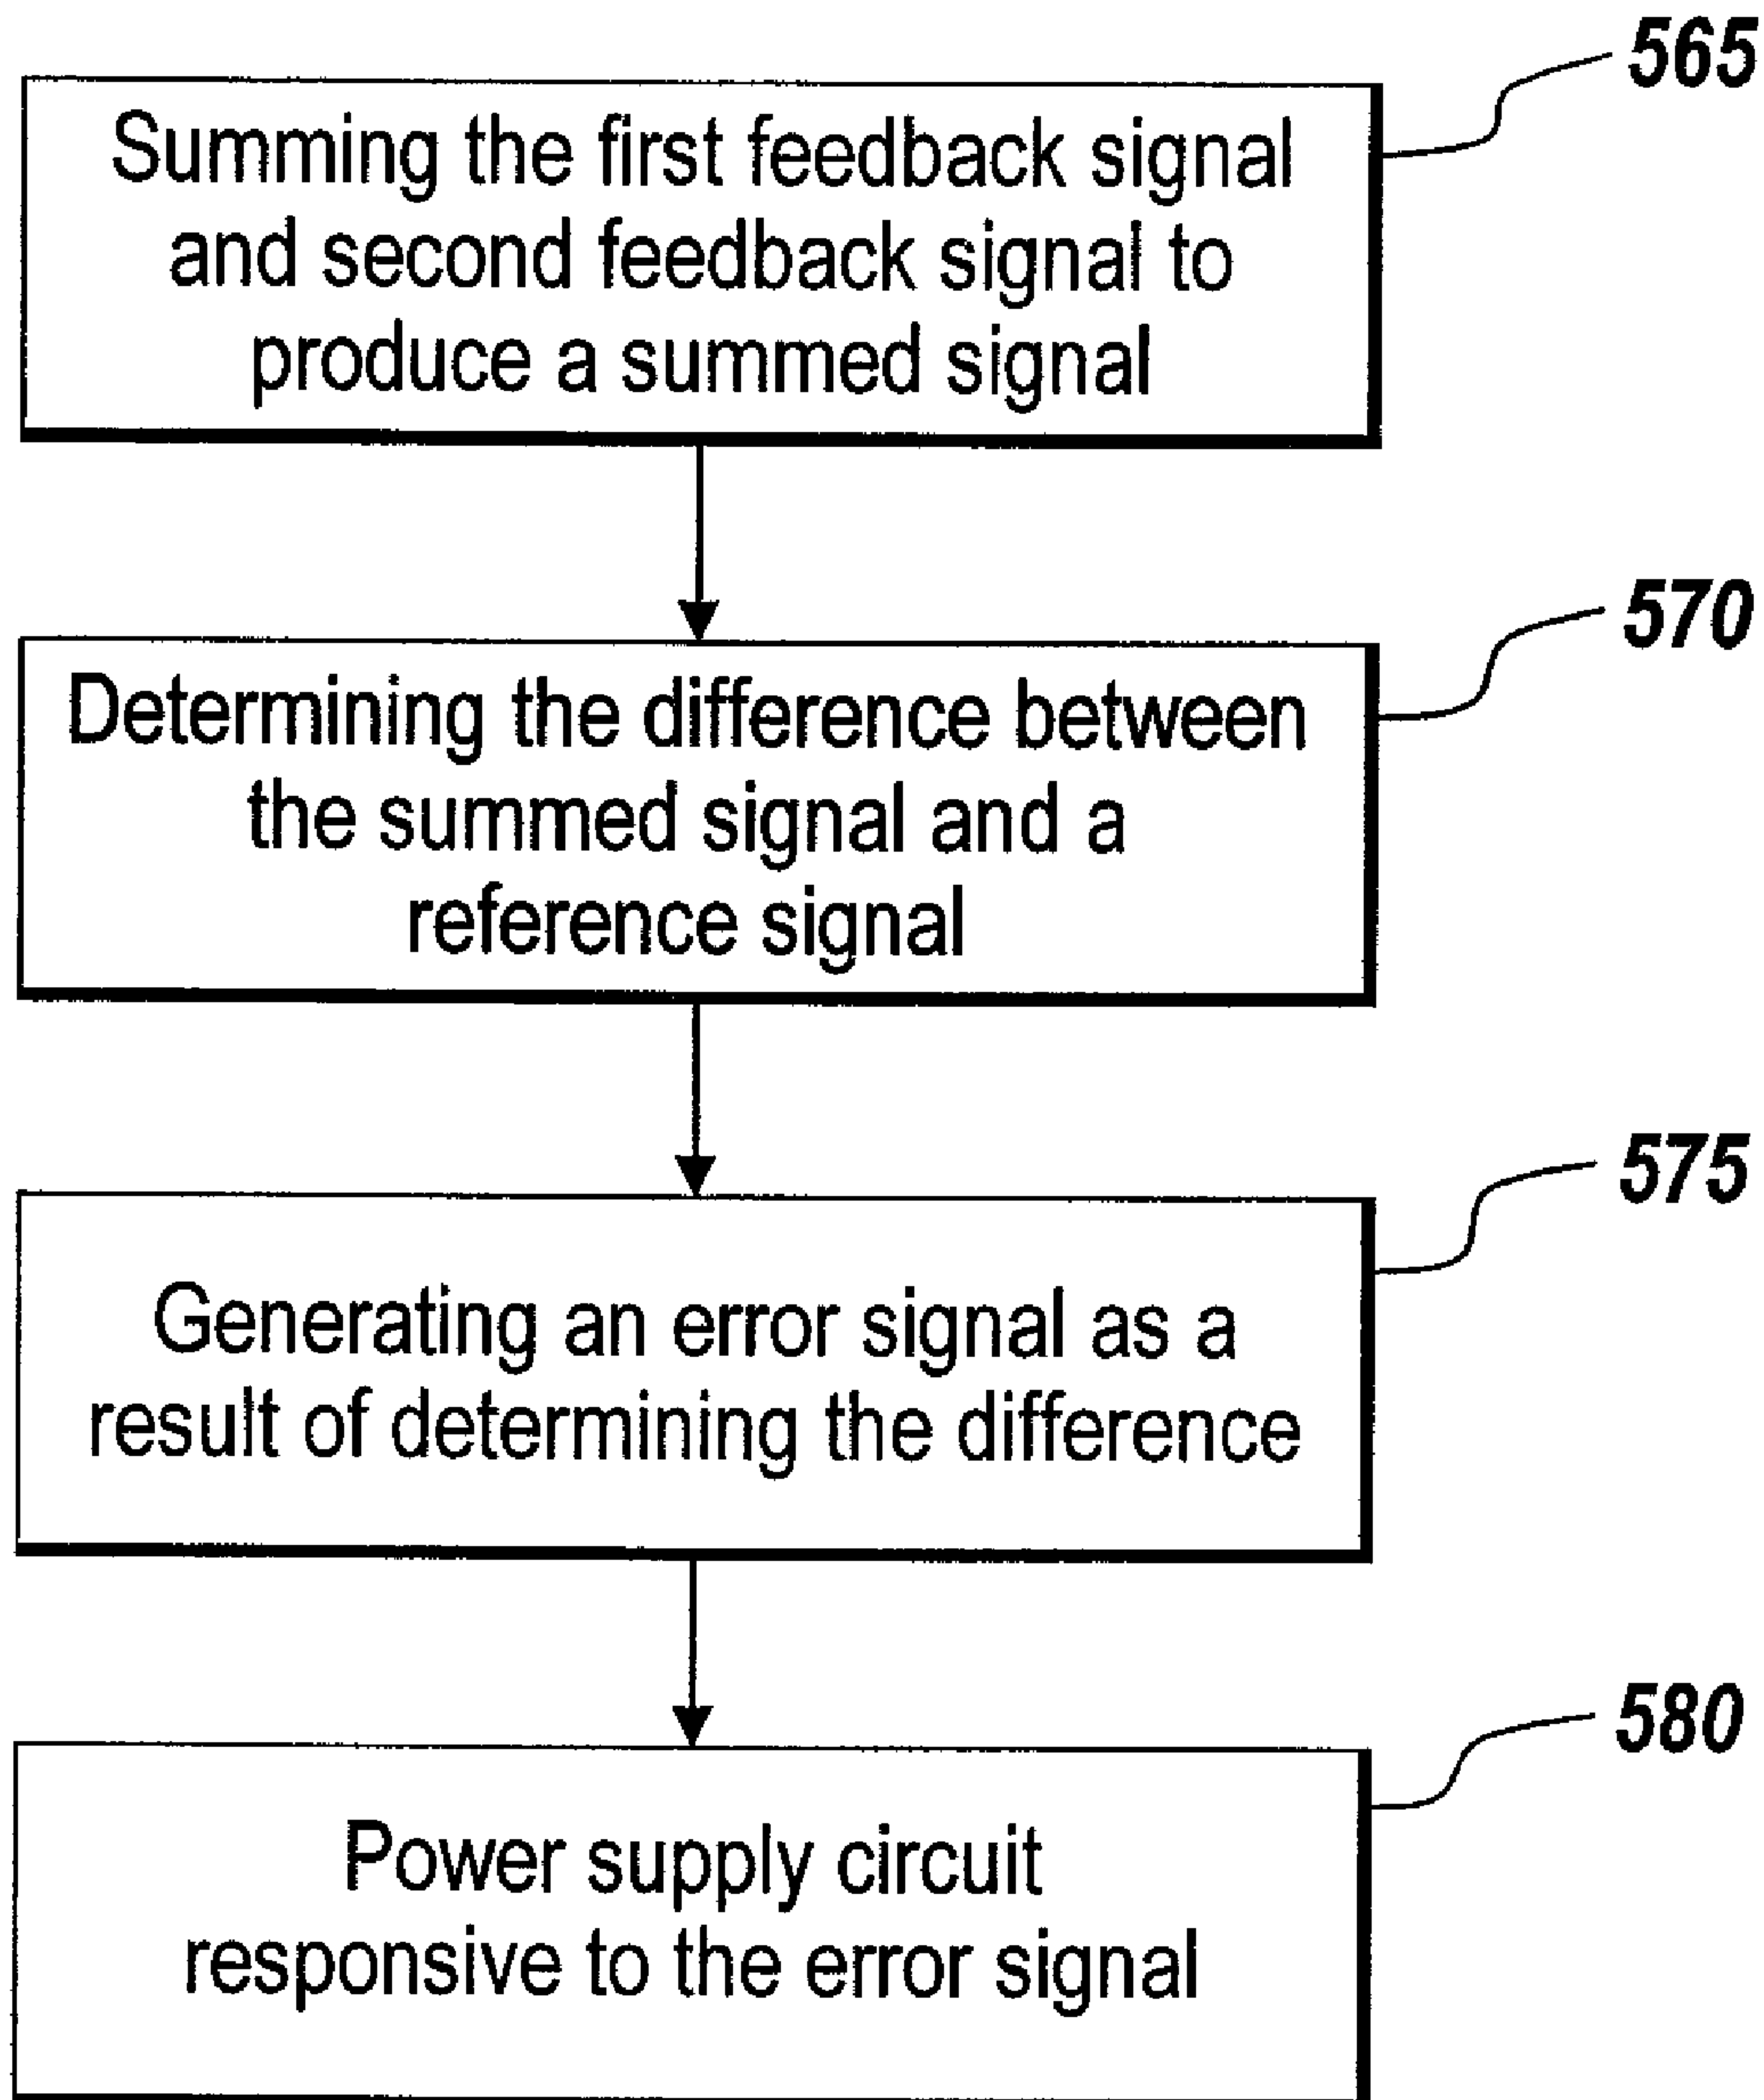 565
Summing the first feedback signal
and second feedback signal to
produce a summed signal
570
Determining the difference between
the summed signal and a
reference signal
575
Generating an error signal as a
result of determining the difference
580
Power supply circuit
responsive to the error signal